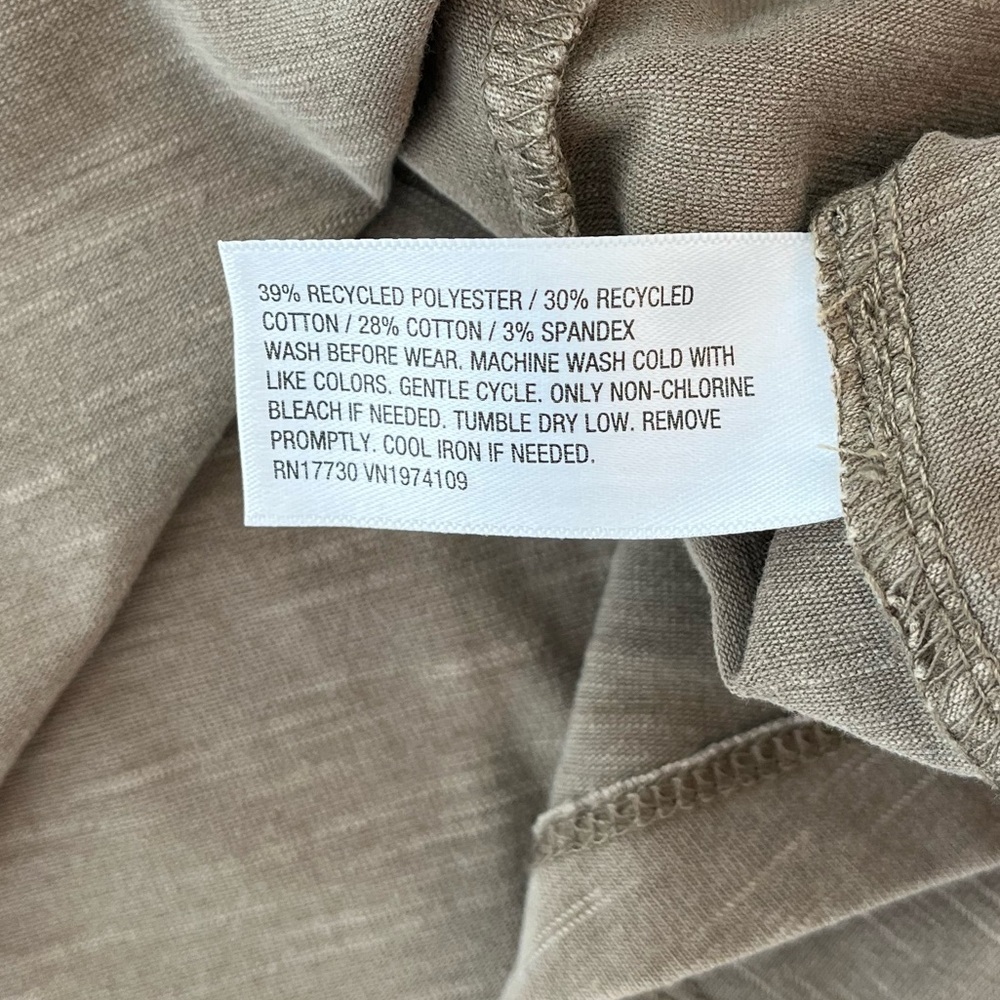 39% RECYCLED POLYESTER / 30% RECYCLED
COTTON / 28% COTTON / 3% SPANDEX
WASH BEFORE WEAR. MACHINE WASH COLD WITH
LIKE COLORS. GENTLE CYCLE. ONLY NON-CHLORINE
BLEACH IF NEEDED. TUMBLE DRY LOW. REMOVE
PROMPTLY. COOL IRON IF NEEDED.
RN17730 VN1974109